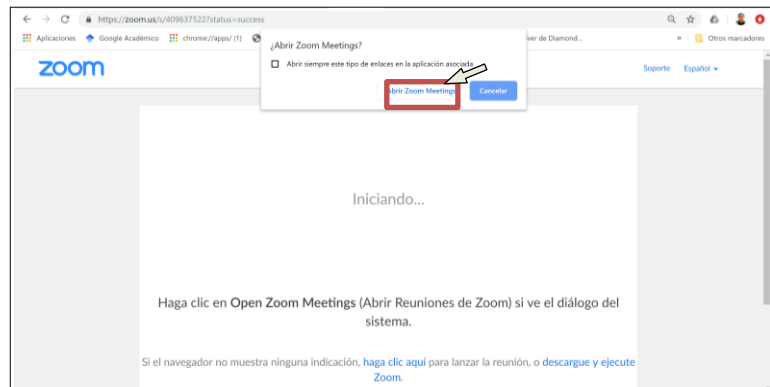 https://zoom.us/s/409637522?status=success
Aplicaciones Google Académico chrome://apps/ (1) ver de Diamond... » Otros marcadores
¿Abrir Zoom Meetings?
Abrir siempre este tipo de enlaces en la aplicación asociada
Abrir Zoom Meetings Cancelar
zoom Soporte Español
Iniciando...
Haga clic en Open Zoom Meetings (Abrir Reuniones de Zoom) si ve el diálogo del
sistema.
Si el navegador no muestra ninguna indicación, haga clic aquí para lanzar la reunión, o descargue y ejecute
Zoom.